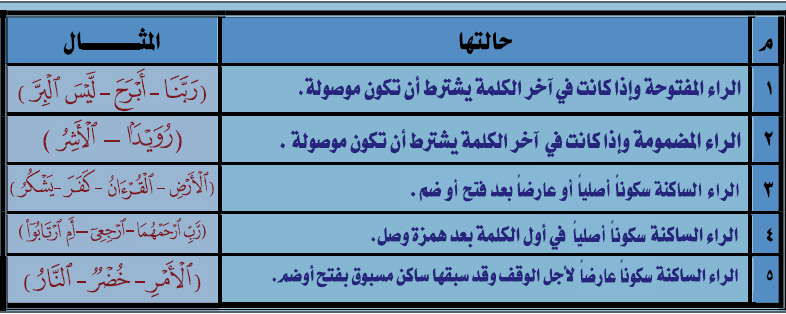 م حالتها المثـــــال
١ الراء المفتوحة وإذا كانت في آخر الكلمة يشترط أن تكون موصولة. (رَبَّنَا - أَبْرَحَ - لَّيْسَ ٱلْبِرَّ)
٢ الراء المضمومة وإذا كانت في آخر الكلمة يشترط أن تكون موصولة . (رُوَيْدَۢا – ٱلْأَشِرُ)
٣ الراء الساكنة سكوناً أصلياً أو عارضاً بعد فتح أو ضم . (ٱلْأَرْضِ - ٱلْقُرْءَانُ - كَفَرَ - يَشْكُرُ)
٤ الراء الساكنة سكوناً أصلياً في أول الكلمة بعد همزة وصل. (رَّبِّ ٱرْحَمْهُمَا - ٱرْجِعِىٓ - أَمِ ٱرْتَابُوٓا۟)
٥ الراء الساكنة سكوناً عارضاً لأجل الوقف وقد سبقها ساكن مسبوق بفتح أوضم. (ٱلْأَمْرِ - خُضْرٌ - ٱلنَّارُ)